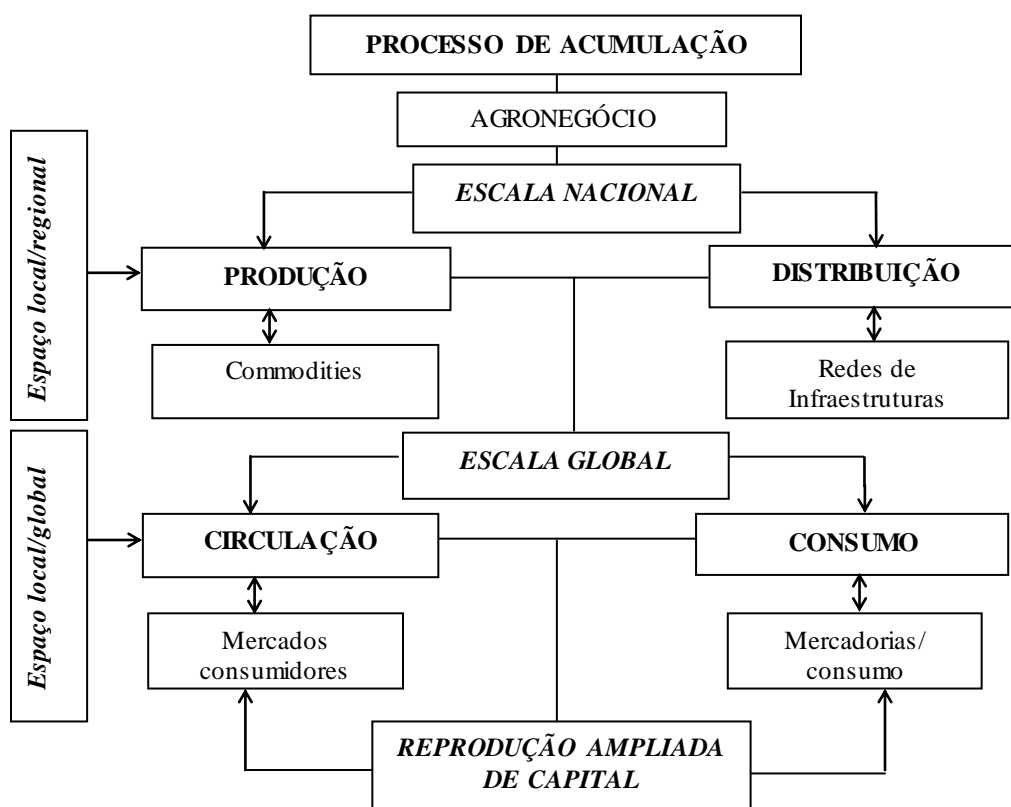 PROCESSO DE ACUMULAÇÃO
AGRONEGÓCIO
Espaço local/regional
ESCALA NACIONAL
PRODUÇÃO
DISTRIBUIÇÃO
Commodities
Redes de
Infraestruturas
Espaço local/global
ESCALA GLOBAL
CIRCULAÇÃO
CONSUMO
Mercados
consumidores
Mercadorias/
consumo
REPRODUÇÃO AMPLIADA
DE CAPITAL